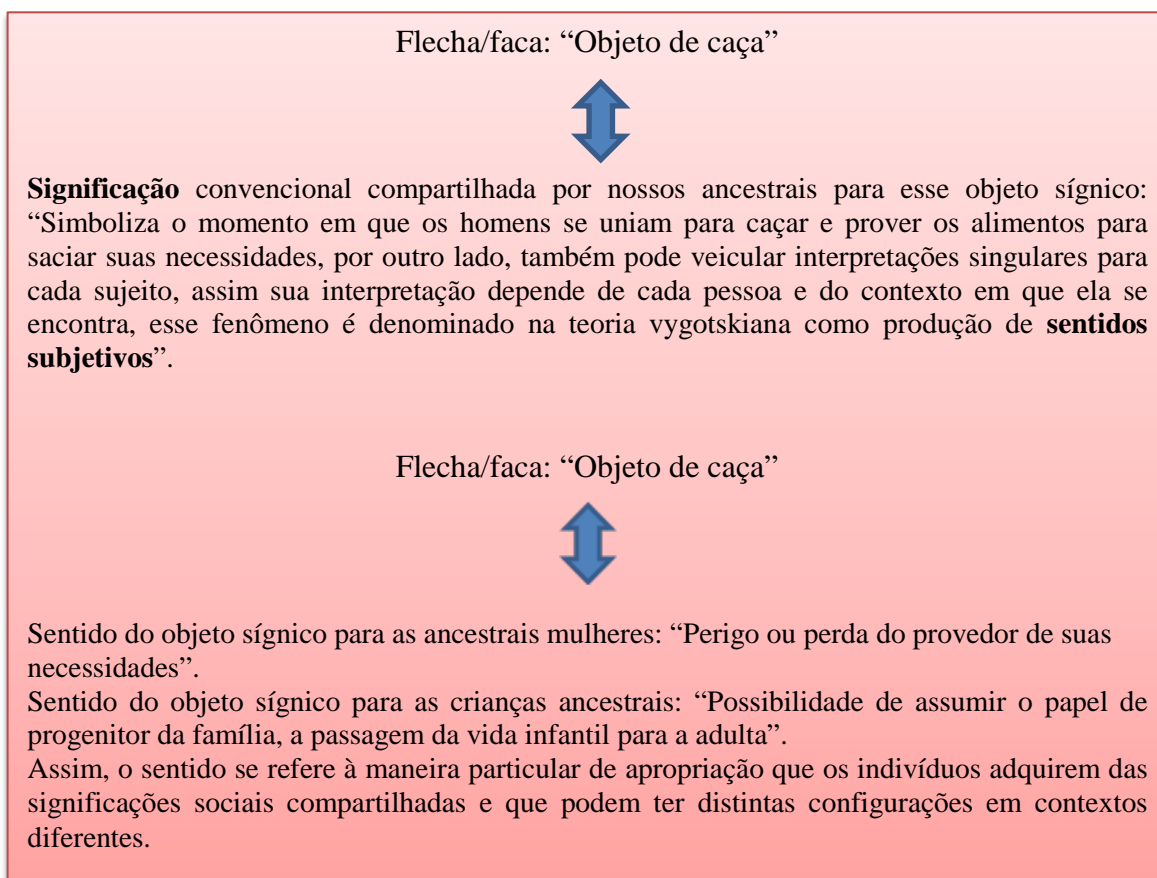 Flecha/faca: “Objeto de caça”
Significação convencional compartilhada por nossos ancestrais para esse objeto sígnico:
“Simboliza o momento em que os homens se uniam para caçar e prover os alimentos para
saciar suas necessidades, por outro lado, também pode veicular interpretações singulares para
cada sujeito, assim sua interpretação depende de cada pessoa e do contexto em que ela se
encontra, esse fenômeno é denominado na teoria vygotskiana como produção de sentidos
subjetivos”.
Flecha/faca: “Objeto de caça”
Sentido do objeto sígnico para as ancestrais mulheres: “Perigo ou perda do provedor de suas
necessidades”.
Sentido do objeto sígnico para as crianças ancestrais: “Possibilidade de assumir o papel de
progenitor da família, a passagem da vida infantil para a adulta”.
Assim, o sentido se refere à maneira particular de apropriação que os indivíduos adquirem das
significações sociais compartilhadas e que podem ter distintas configurações em contextos
diferentes.